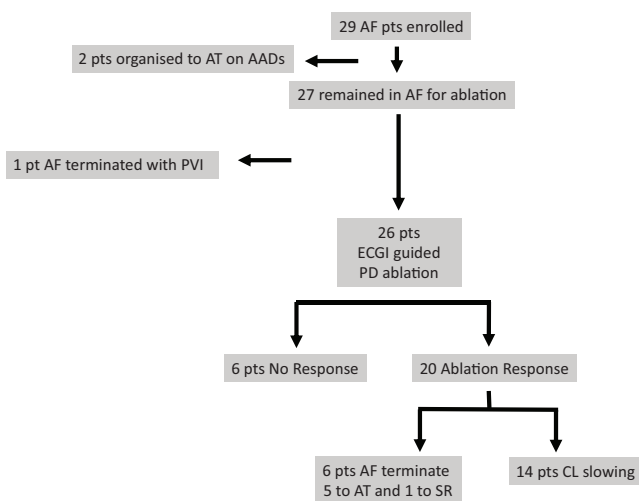 29 AF pts enrolled
2 pts organised to AT on AADs
27 remained in AF for ablation
1 pt AF terminated with PVI
26 pts
ECGI guided
PD ablation
6 pts No Response
20 Ablation Response
6 pts AF terminate
5 to AT and 1 to SR
14 pts CL slowing